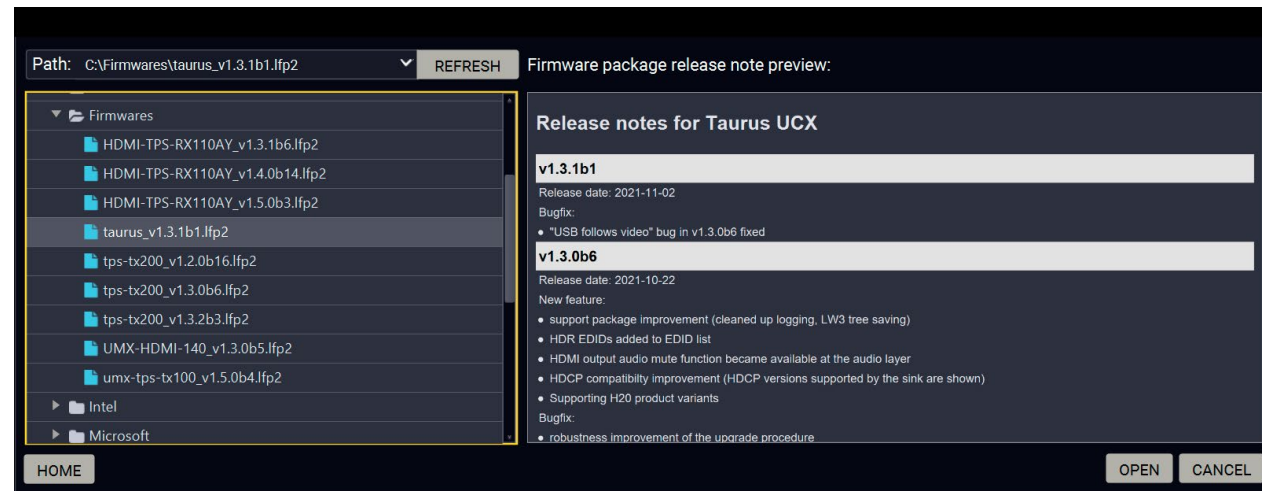 Path: C:\Firmwares\taurus_v1.3.1b1.lfp2 REFRESH
Firmwares
HDMI-TPS-RX110AY_v1.3.1b6.lfp2
HDMI-TPS-RX110AY_v1.4.0b14.lfp2
HDMI-TPS-RX110AY_v1.5.0b3.lfp2
taurus_v1.3.1b1.lfp2
tps-tx200_v1.2.0b16.lfp2
tps-tx200_v1.3.0b6.lfp2
tps-tx200_v1.3.2b3.lfp2
UMX-HDMI-140_v1.3.0b5.lfp2
umx-tps-tx100_v1.5.0b4.lfp2
Intel
Microsoft
HOME
Firmware package release note preview:
Release notes for Taurus UCX
v1.3.1b1
Release date: 2021-11-02
Bugfix:
• "USB follows video" bug in v1.3.0b6 fixed
v1.3.0b6
Release date: 2021-10-22
New feature:
• support package improvement (cleaned up logging, LW3 tree saving)
• HDR EDIDs added to EDID list
• HDMI output audio mute function became available at the audio layer
• HDCP compatibilty improvement (HDCP versions supported by the sink are shown)
• Supporting H20 product variants
Bugfix:
• robustness improvement of the upgrade procedure
OPEN CANCEL